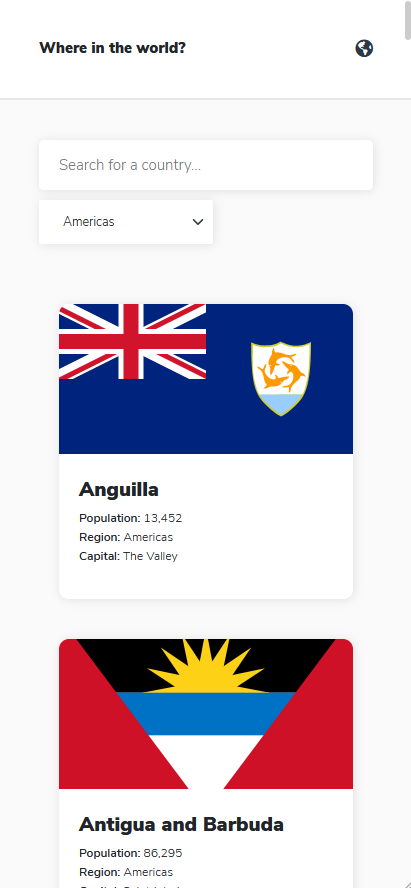 Where in the world?
Search for a country...
Americas
Anguilla
Population: 13,452
Region: Americas
Capital: The Valley
Antigua and Barbuda
Population: 86,295
Region: Americas